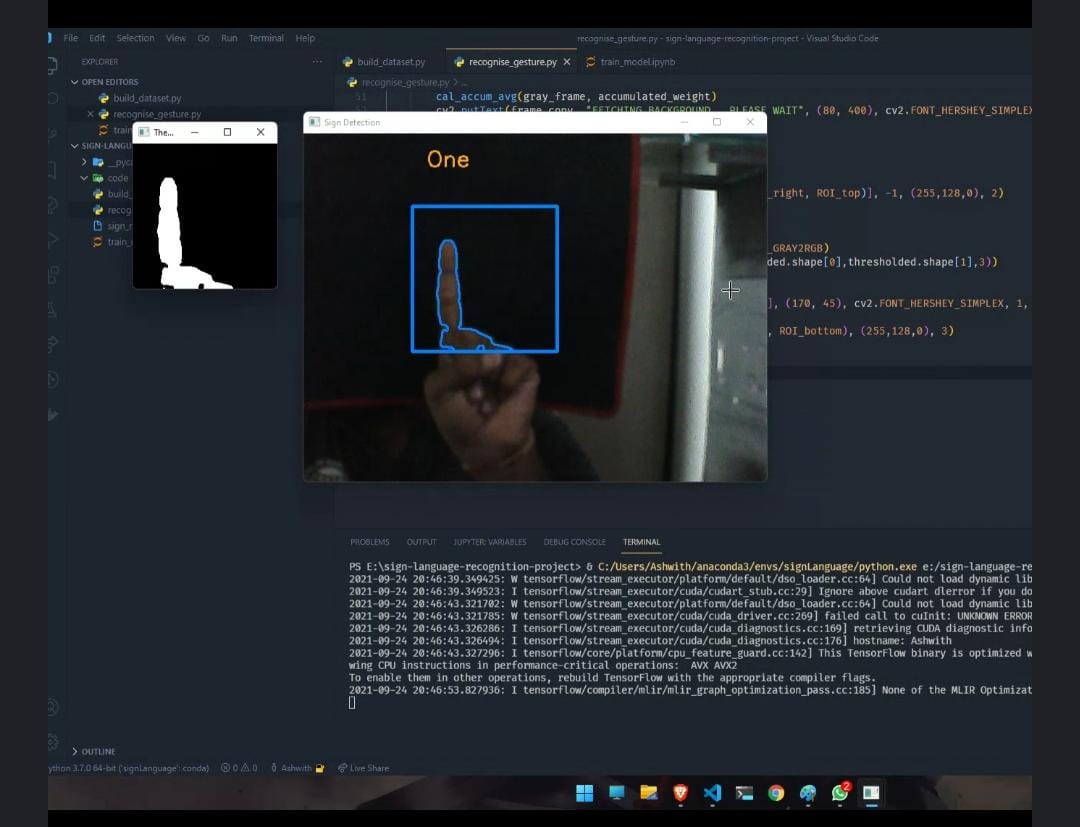 File Edit Selection View Go Run Terminal Help
recognise_gesture.py - sign-language-recognition-project - Visual Studio Code
EXPLORER
build_dataset.py
recognise_gesture.py
train_model.ipynb
OPEN EDITORS
recognise_gesture.py > ...
build_dataset.py
51 cal_accum_avg(gray_frame, accumulated_weight)
recognise_gesture.py
cv2.putText(frame_copy, "FETCHING BACKGROUND...PLEASE WAIT", (80, 400), cv2.FONT_HERSHEY_SIMPLEX
train
The...
Sign Detection
SIGN-LANGU
__pyc
One
code
build_
_right, ROI_top)], -1, (255,128,0), 2)
recog
sign_
train_
_GRAY2RGB)
ded.shape[0],thresholded.shape[1],3))
], (170, 45), cv2.FONT_HERSHEY_SIMPLEX, 1,
, ROI_bottom), (255,128,0), 3)
PROBLEMS OUTPUT JUPYTER: VARIABLES DEBUG CONSOLE TERMINAL
PS E:\sign-language-recognition-project> & C:/Users/Ashwith/anaconda3/envs/signLanguage/python.exe e:/sign-language-re
2021-09-24 20:46:39.349425: W tensorflow/stream_executor/platform/default/dso_loader.cc:64] Could not load dynamic lib
2021-09-24 20:46:39.349523: I tensorflow/stream_executor/cuda/cudart_stub.cc:29] Ignore above cudart dlerror if you do
2021-09-24 20:46:43.321702: W tensorflow/stream_executor/platform/default/dso_loader.cc:64] Could not load dynamic lib
2021-09-24 20:46:43.321785: W tensorflow/stream_executor/cuda/cuda_driver.cc:269] failed call to cuInit: UNKNOWN ERROR
2021-09-24 20:46:43.326286: I tensorflow/stream_executor/cuda/cuda_diagnostics.cc:169] retrieving CUDA diagnostic info
2021-09-24 20:46:43.326494: I tensorflow/stream_executor/cuda/cuda_diagnostics.cc:176] hostname: Ashwith
2021-09-24 20:46:43.327296: I tensorflow/core/platform/cpu_feature_guard.cc:142] This TensorFlow binary is optimized w
wing CPU instructions in performance-critical operations: AVX AVX2
To enable them in other operations, rebuild TensorFlow with the appropriate compiler flags.
2021-09-24 20:46:53.827936: I tensorflow/compiler/mlir/mlir_graph_optimization_pass.cc:185] None of the MLIR Optimizat
OUTLINE
ython 3.7.0 64-bit ('signLanguage': conda) 0 0 Ashwith Live Share
2